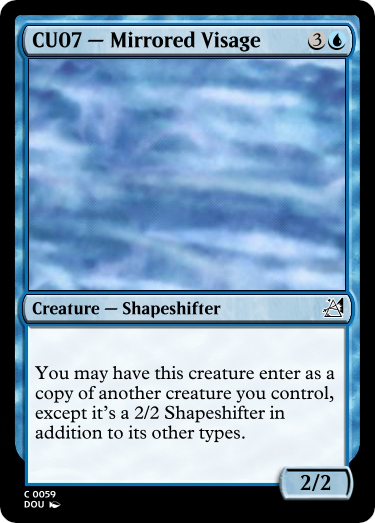 CU07 — Mirrored Visage 3
Creature — Shapeshifter
You may have this creature enter as a
copy of another creature you control,
except it's a 2/2 Shapeshifter in
addition to its other types.
2/2
C 0059
DOU